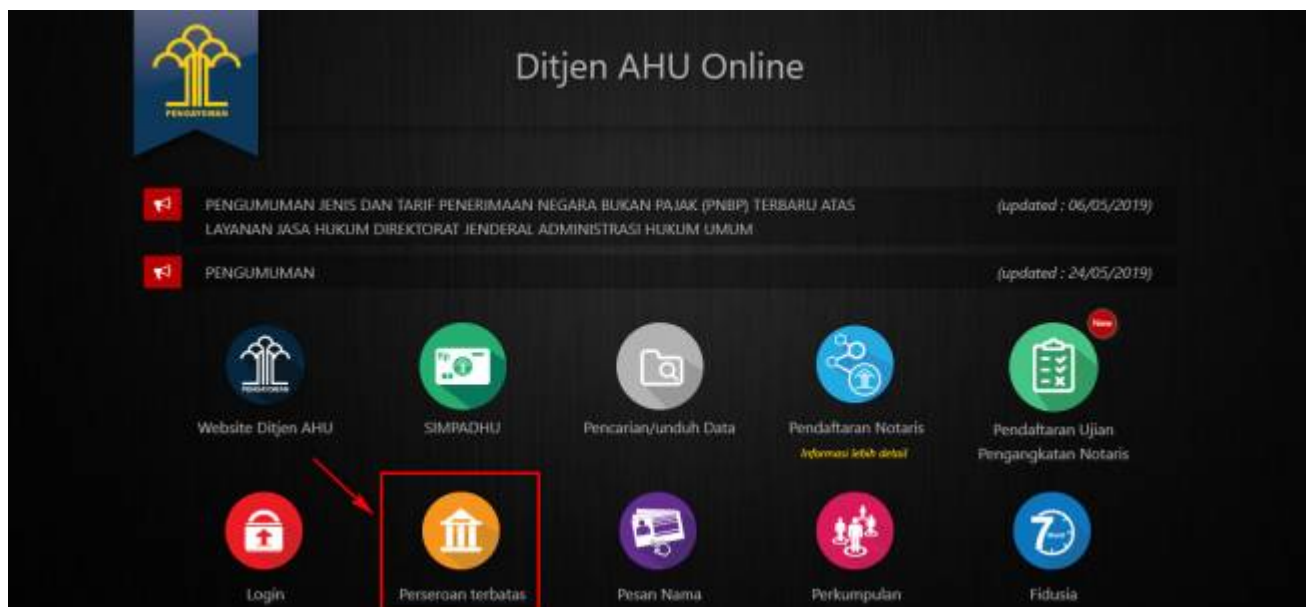 Ditjen AHU Online
PENGAYOMAN
PENGUMUMAN JENIS DAN TARIF PENERIMAAN NEGARA BUKAN PAJAK (PNBP) TERBARU ATAS
LAYANAN JASA HUKUM DIREKTORAT JENDERAL ADMINISTRASI HUKUM UMUM
(updated : 06/05/2019)
PENGUMUMAN
(updated : 24/05/2019)
New
Website Ditjen AHU
SIMPADHU
Pencarian/unduh Data
Pendaftaran Notaris
Informasi lebih detail
Pendaftaran Ujian
Pengangkatan Notaris
7
Login
Perseroan terbatas
Pesan Nama
Perkumpulan
Fidusia